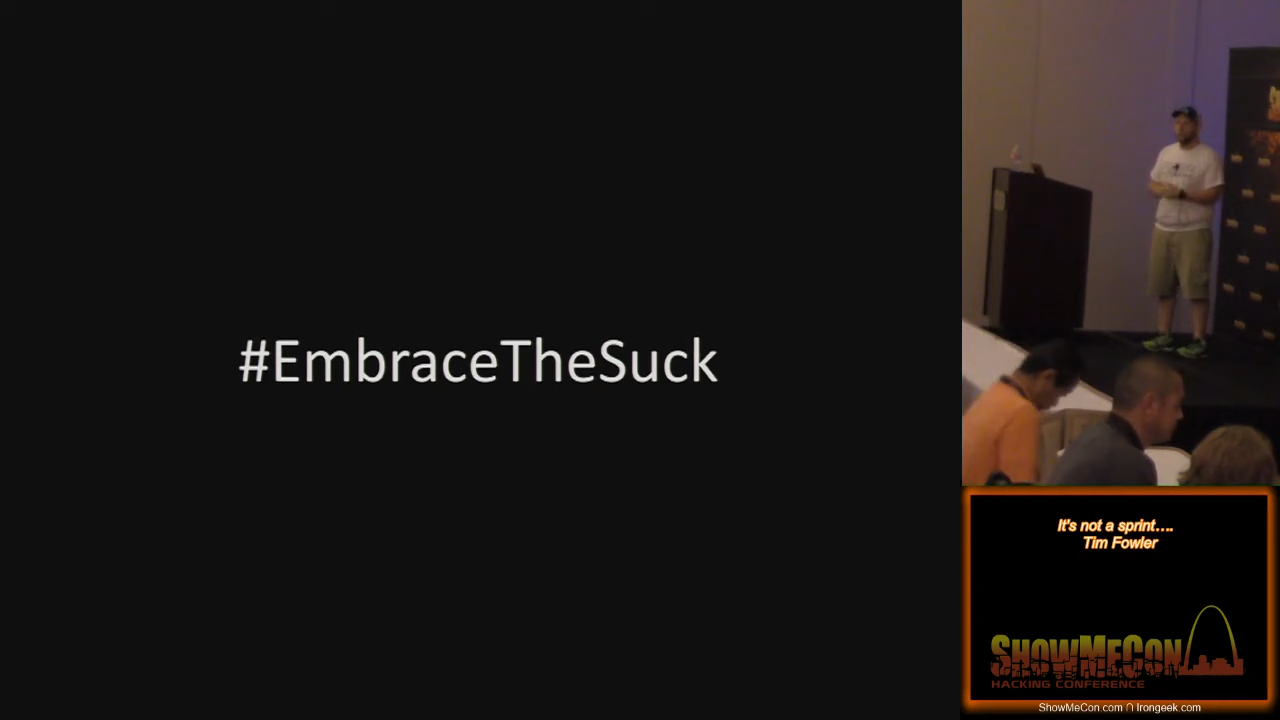 #EmbraceTheSuck
It's not a sprint....
Tim Fowler
SHOWMECON
HACKING CONFERENCE
ShowMeCon.com ∩ Irongeek.com